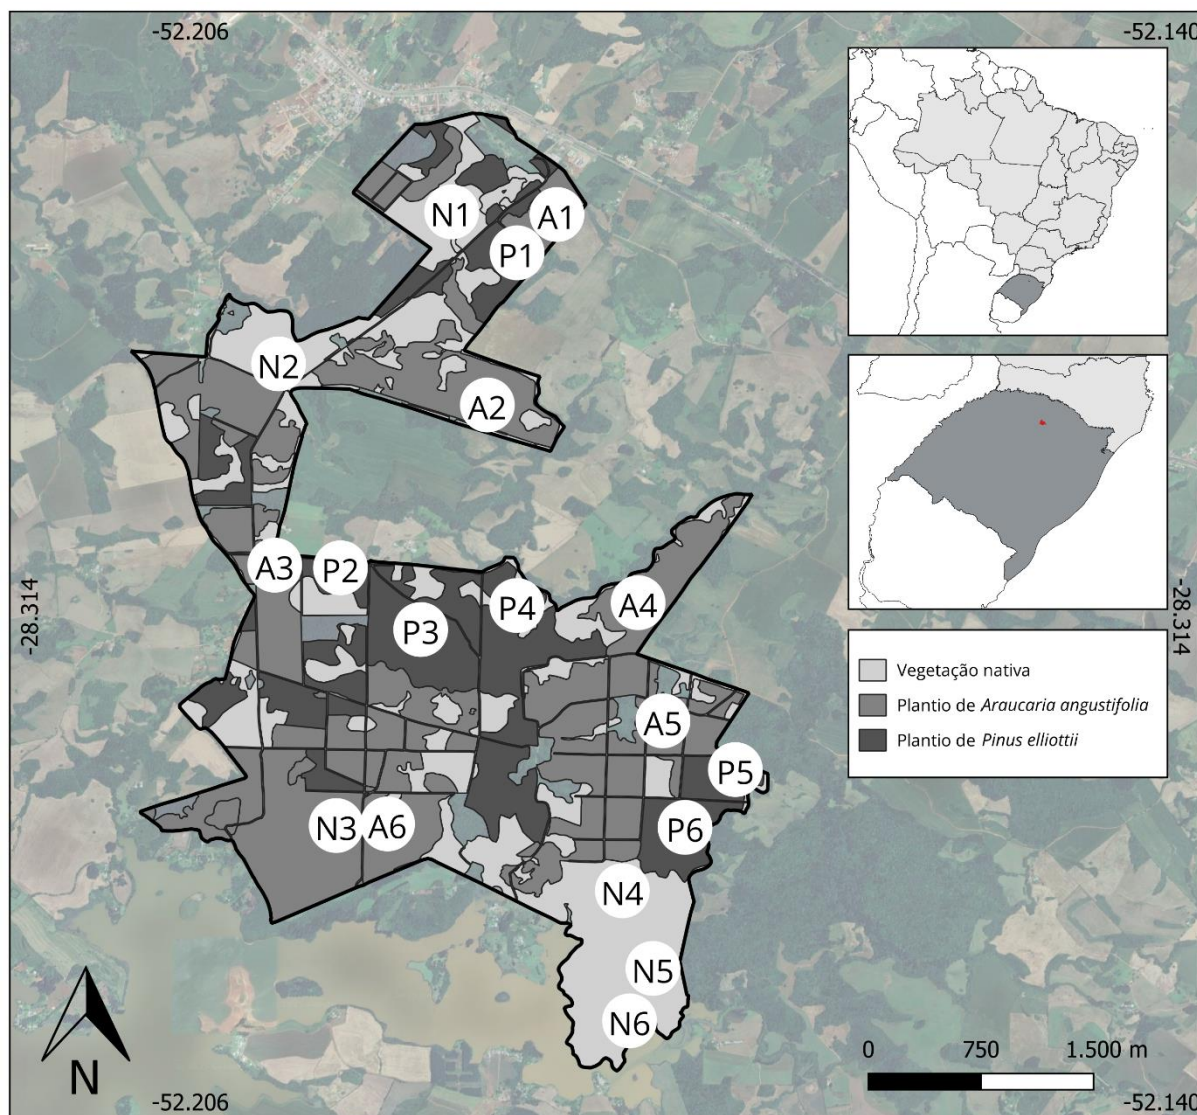 -52.206
-52.140
N1
A1
P1
N2
A2
A3
P2
P4
A4
P3
-28.314
-28.314
Vegetação nativa
Plantio de Araucaria angustifolia
Plantio de Pinus elliottii
A5
P5
N3
A6
P6
N4
N5
N6
N
0 750 1.500 m
-52.206
-52.140